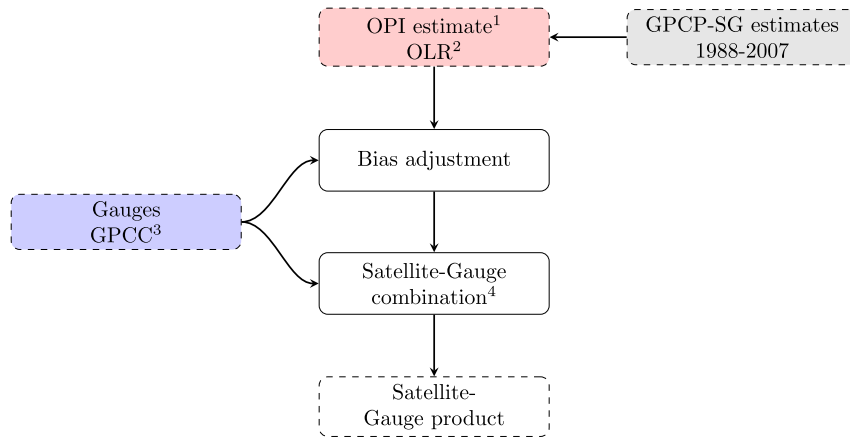 OPI estimate¹
OLR²
GPCP-SG estimates
1988-2007
Bias adjustment
Gauges
GPCC³
Satellite-Gauge
combination⁴
Satellite-
Gauge product